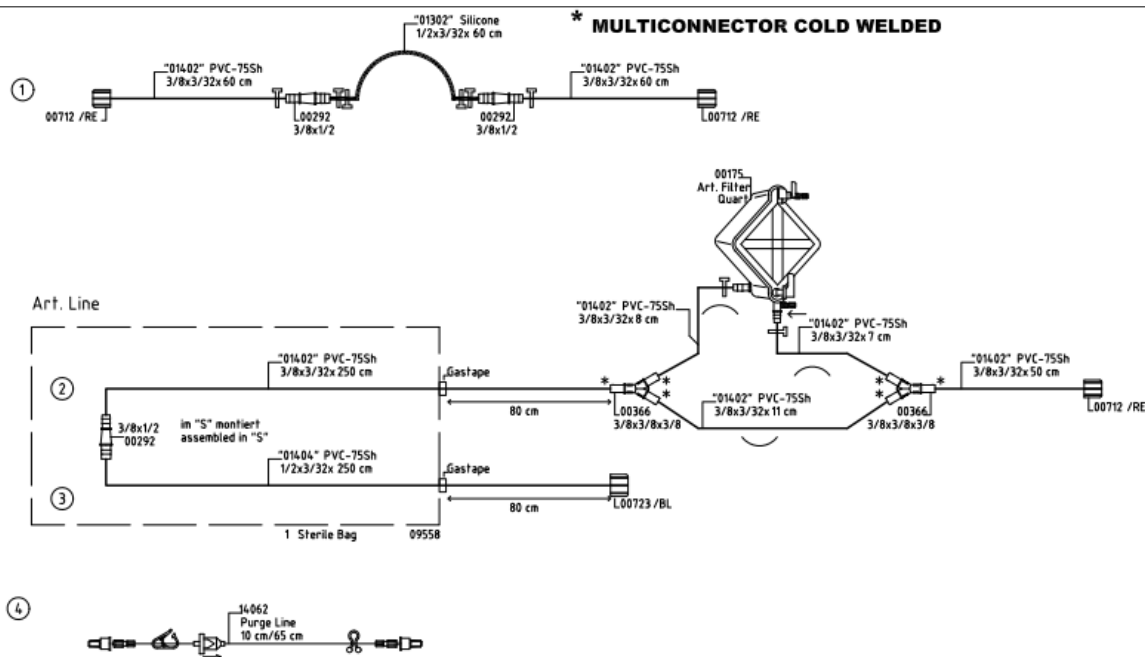 * MULTICONNECTOR COLD WELDED
"01302" Silicone
1/2x3/32x 60 cm
1
"01402" PVC-75Sh
3/8x3/32x 60 cm
"01402" PVC-75Sh
3/8x3/32x 60 cm
00712 /RE
00292
3/8x1/2
00292
3/8x1/2
00712 /RE
00175
Art. Filter
Quart
Art. Line
"01402" PVC-75Sh
3/8x3/32x 8 cm
"01402" PVC-75Sh
3/8x3/32x 7 cm
2
"01402" PVC-75Sh
3/8x3/32x 250 cm
Gastape
80 cm
*
*
*
00366
3/8x3/8x3/8
"01402" PVC-75Sh
3/8x3/32x 11 cm
*
*
*
00366
3/8x3/8x3/8
"01402" PVC-75Sh
3/8x3/32x 50 cm
00712 /RE
3/8x1/2
00292
im "S" montiert
assembled in "S"
3
"01404" PVC-75Sh
1/2x3/32x 250 cm
Gastape
80 cm
00723 /BL
1 Sterile Bag
09558
4
14062
Purge Line
10 cm/65 cm